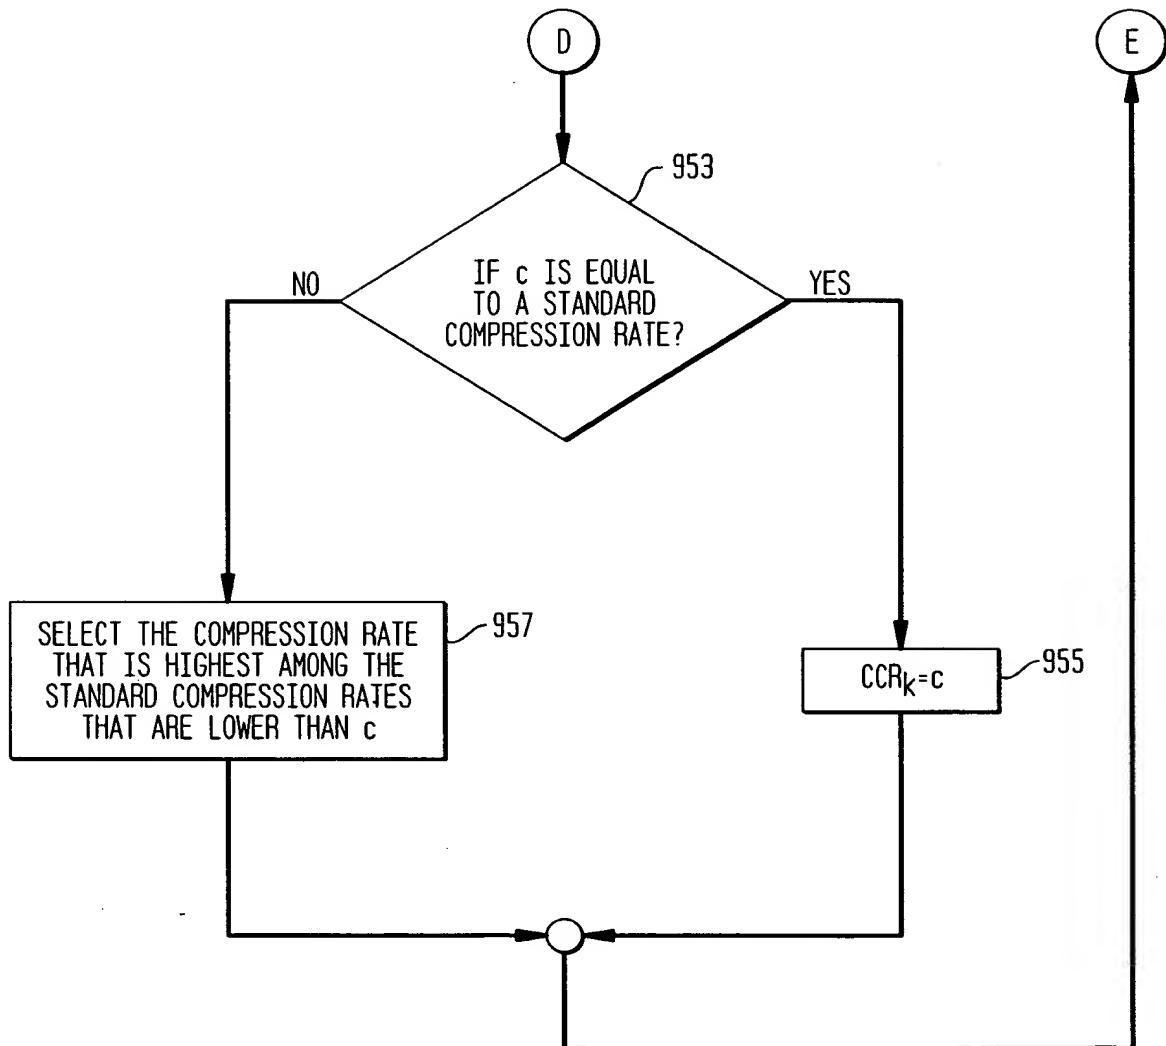 D
E
953
NO
IF c IS EQUAL
TO A STANDARD
COMPRESSION RATE?
YES
SELECT THE COMPRESSION RATE
THAT IS HIGHEST AMONG THE
STANDARD COMPRESSION RATES
THAT ARE LOWER THAN c
957
CCRk=c
955